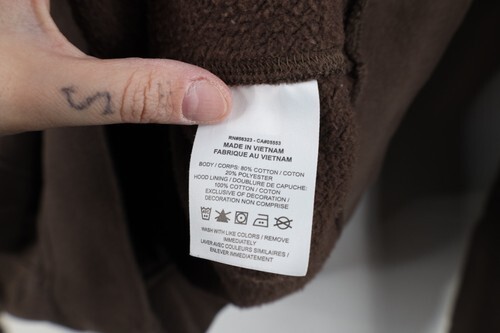 RN#56323 - CA#05553
MADE IN VIETNAM
FABRIQUE AU VIETNAM
BODY / CORPS: 80% COTTON / COTON
20% POLYESTER
HOOD LINING / DOUBLURE DE CAPUCHE:
100% COTTON / COTON
EXCLUSIVE OF DECORATION /
DECORATION NON COMPRISE
WASH WITH LIKE COLORS / REMOVE
IMMEDIATELY
LAVER AVEC COULEURS SIMILAIRES /
ENLEVER IMMEDIATEMENT